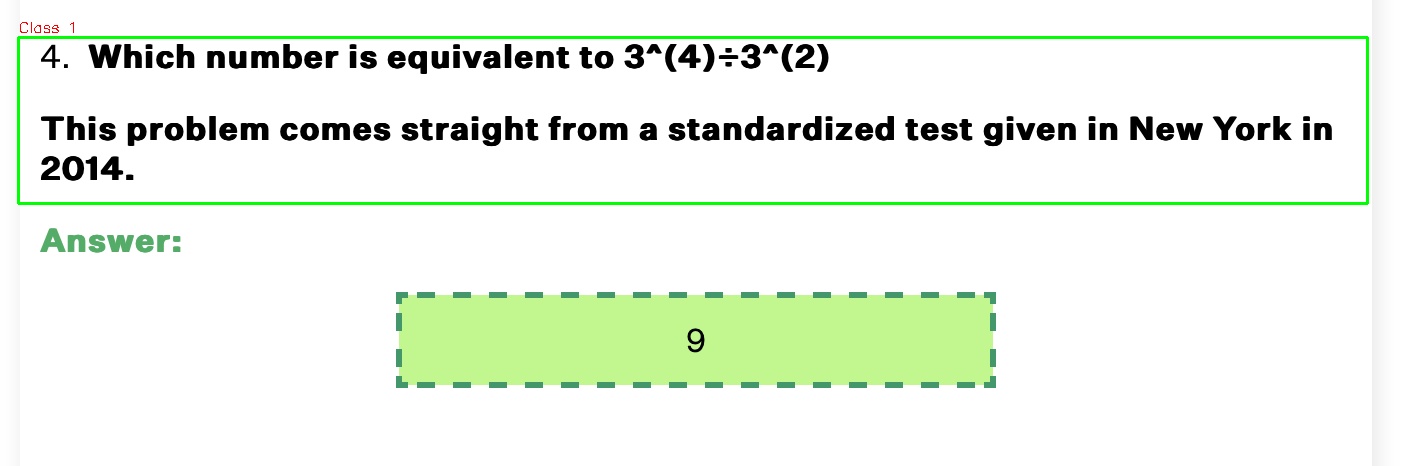 Class 1
4. Which number is equivalent to 3^(4)÷3^(2)
This problem comes straight from a standardized test given in New York in
2014.
Answer:
9